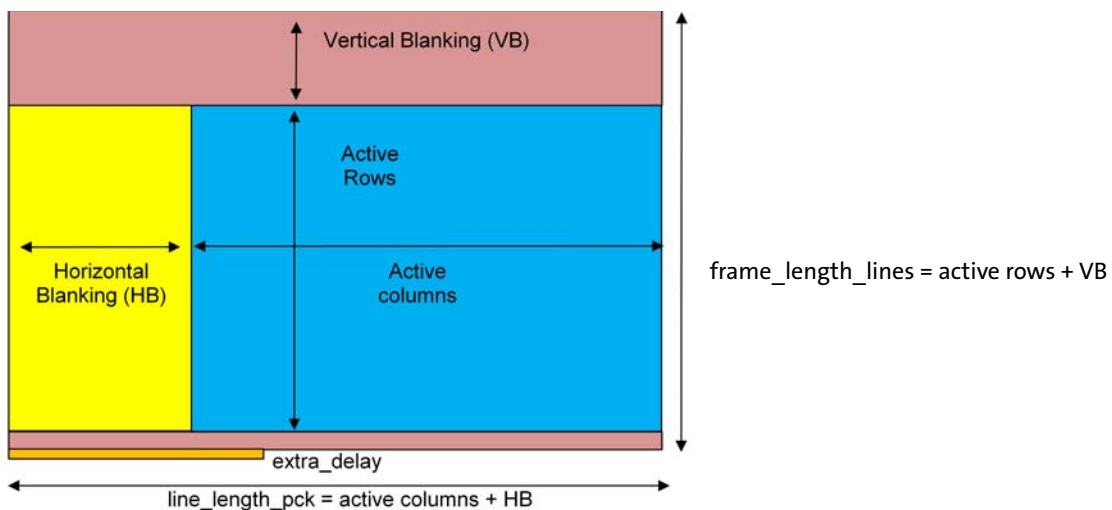 Vertical Blanking (VB)
Active
Rows
Horizontal
Blanking (HB)
Active
columns
frame_length_lines = active rows + VB
extra_delay
line_length_pck = active columns + HB